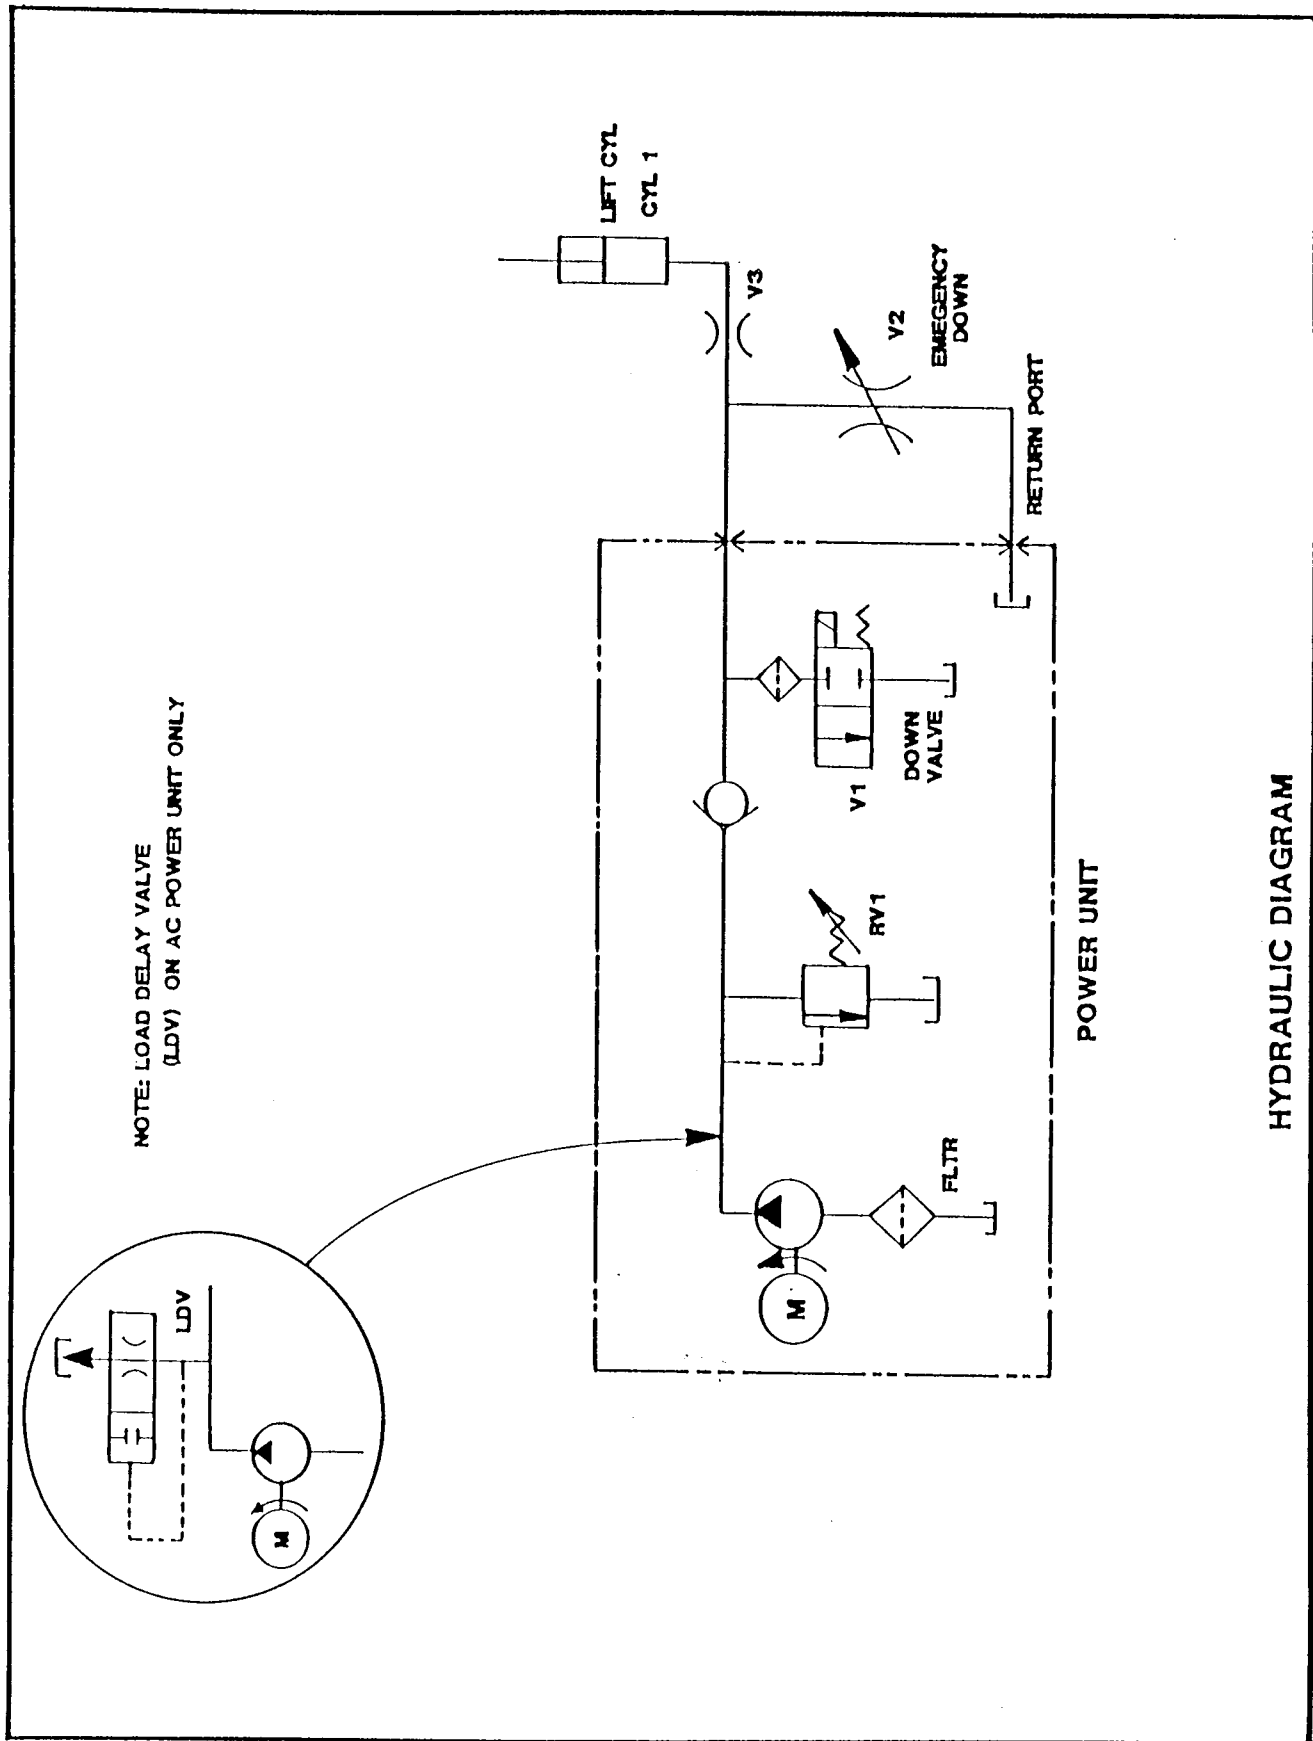 NOTE: LOAD DELAY VALVE
(LDV) ON AC POWER UNIT ONLY
LDV
M
LIFT CYL
CYL 1
V3
V2
EMEGENCY
DOWN
RETURN PORT
M
FLTR
RV1
V1
DOWN
VALVE
POWER UNIT
HYDRAULIC DIAGRAM